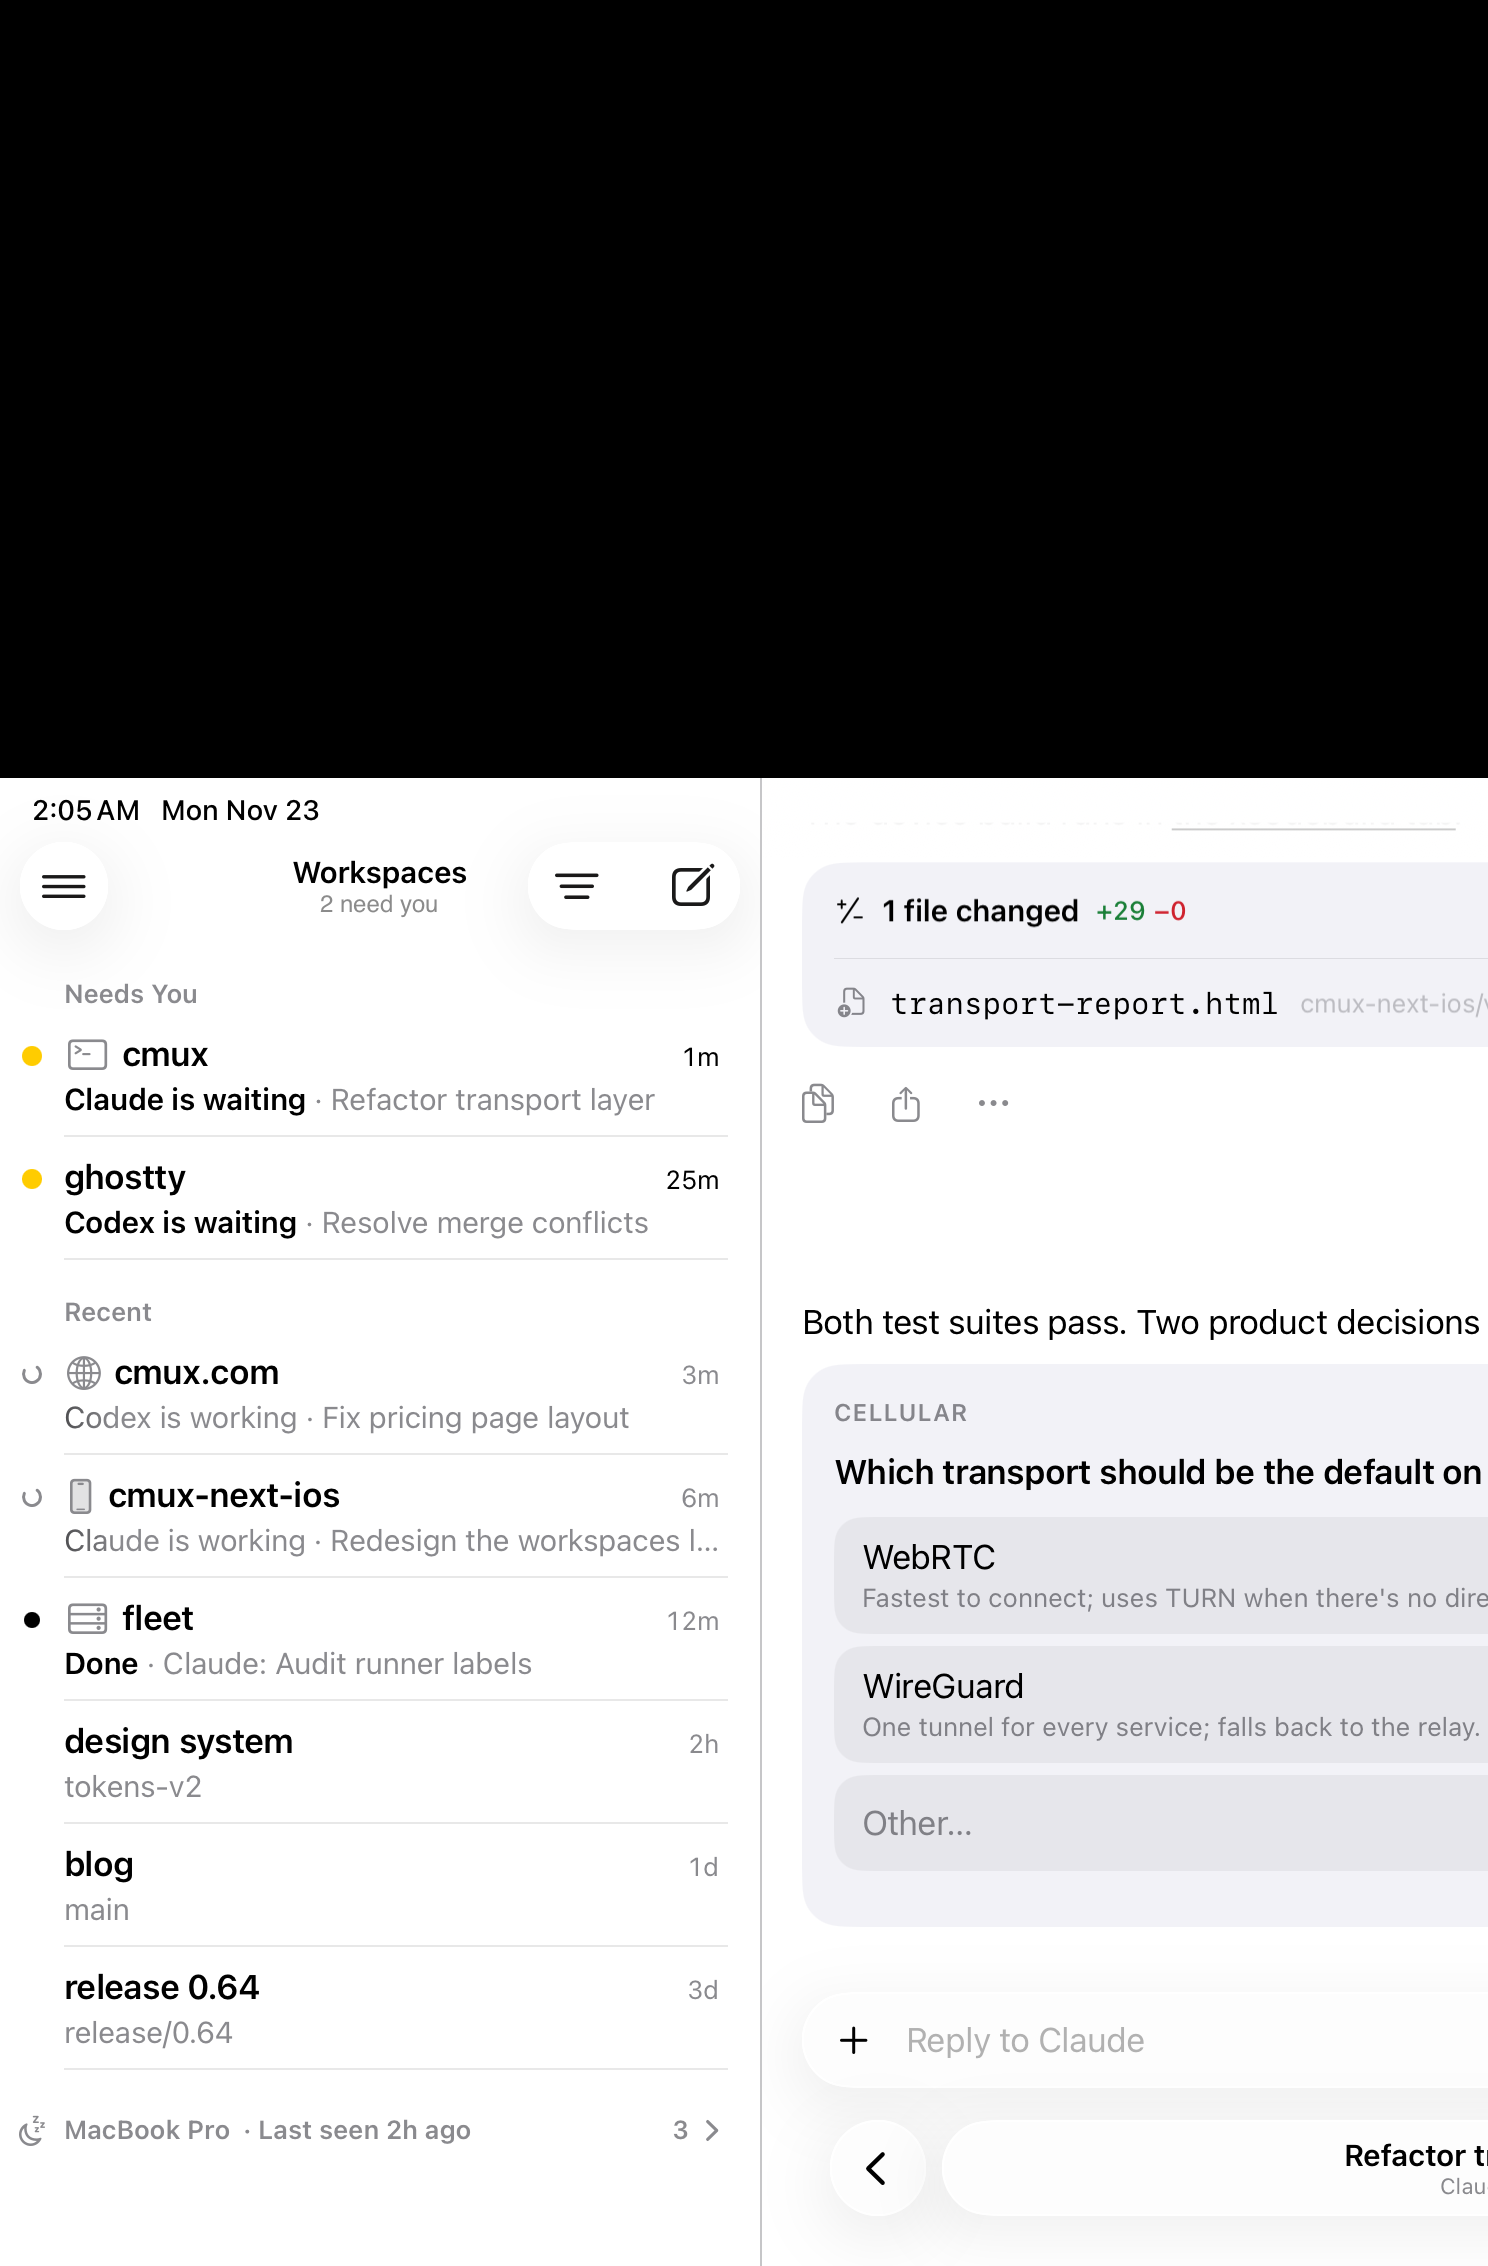 2:05 AM Mon Nov 23
Workspaces
2 need you
Needs You
cmux 1m
Claude is waiting · Refactor transport layer
ghostty 25m
Codex is waiting · Resolve merge conflicts
Recent
cmux.com 3m
Codex is working · Fix pricing page layout
cmux-next-ios 6m
Claude is working · Redesign the workspaces l...
fleet 12m
Done · Claude: Audit runner labels
design system 2h
tokens-v2
blog 1d
main
release 0.64 3d
release/0.64
MacBook Pro · Last seen 2h ago 3
1 file changed +29 −0
transport-report.html cmux-next-ios/
Both test suites pass. Two product decisions
CELLULAR
Which transport should be the default on
WebRTC
Fastest to connect; uses TURN when there's no dire
WireGuard
One tunnel for every service; falls back to the relay.
Other...
Reply to Claude
Refactor t
Clau